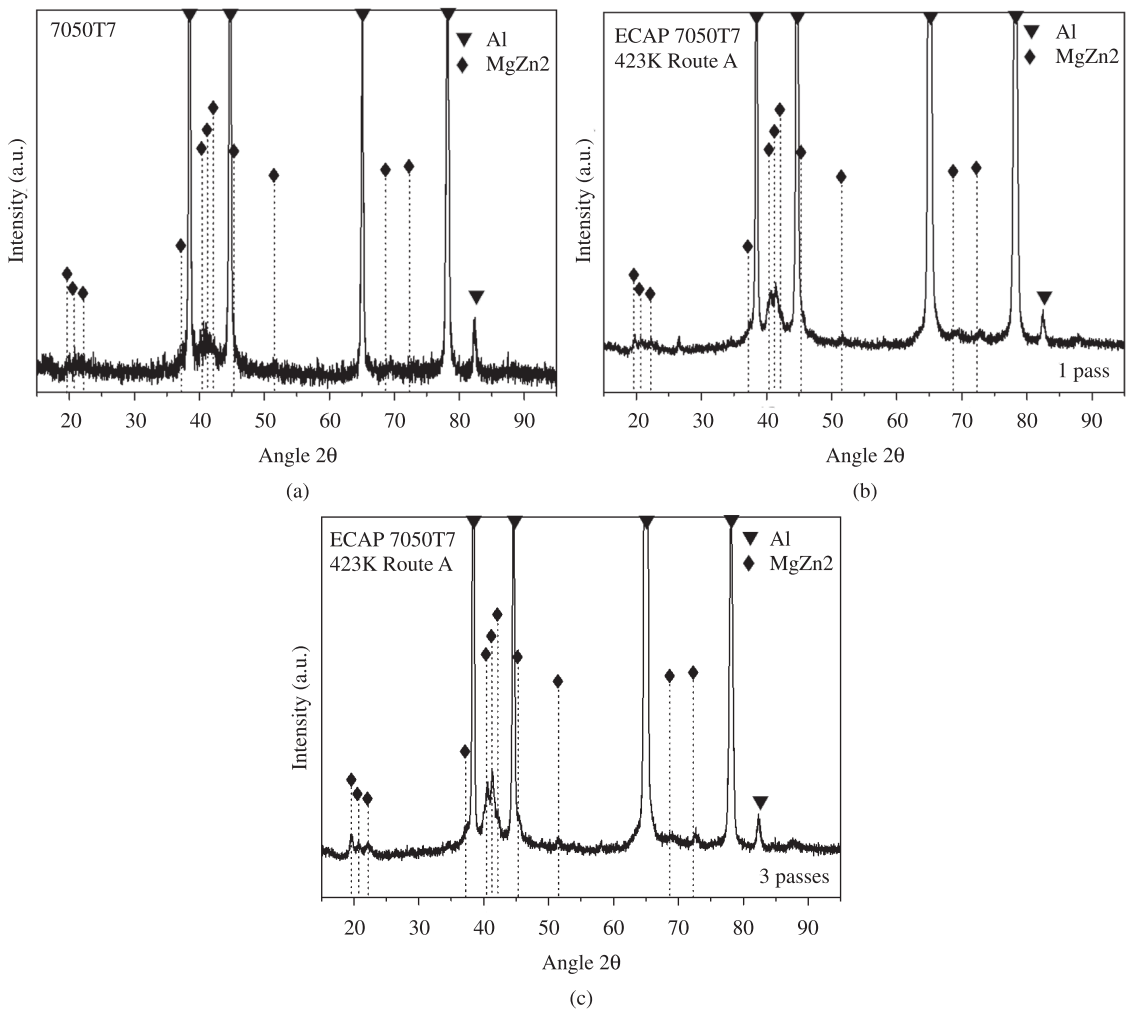 7050T7
Al
MgZn2
Intensity (a.u.)
20 30 40 50 60 70 80 90
Angle 2θ
(a)
ECAP 7050T7
423K Route A
Al
MgZn2
Intensity (a.u.)
1 pass
20 30 40 50 60 70 80 90
Angle 2θ
(b)
ECAP 7050T7
423K Route A
Al
MgZn2
Intensity (a.u.)
3 passes
20 30 40 50 60 70 80 90
Angle 2θ
(c)